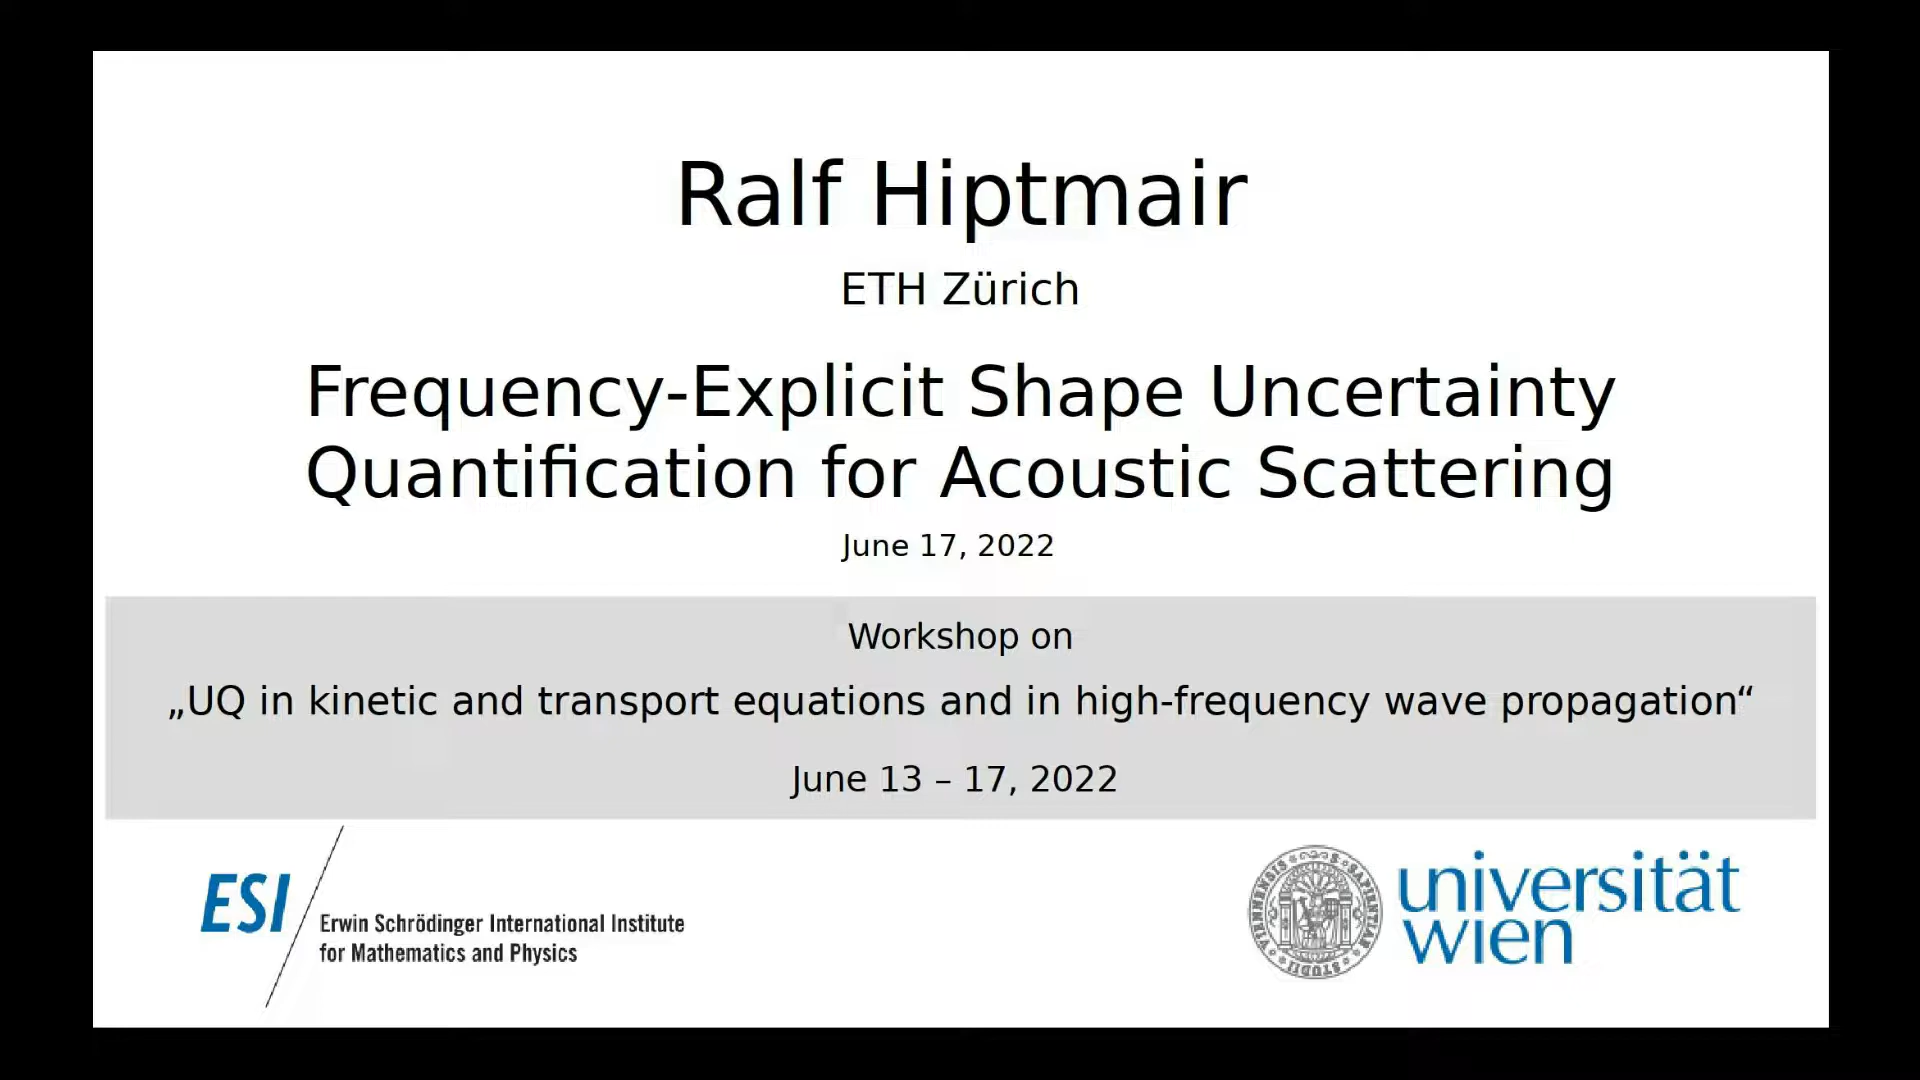 Ralf Hiptmair
ETH Zürich
Frequency-Explicit Shape Uncertainty
Quantification for Acoustic Scattering
June 17, 2022
Workshop on
„UQ in kinetic and transport equations and in high-frequency wave propagation“
June 13 – 17, 2022
ESI
Erwin Schrödinger International Institute
for Mathematics and Physics
universität
wien